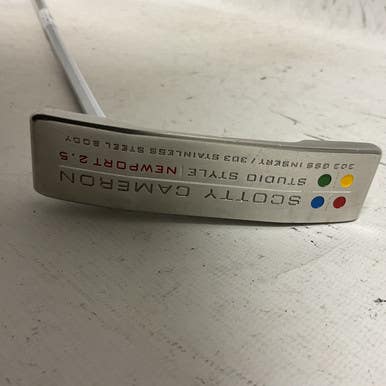 SCOTTY CAMERON
STUDIO STYLE | NEWPORT 2.5
303 GSS INSERT / 303 STAINLESS STEEL BODY